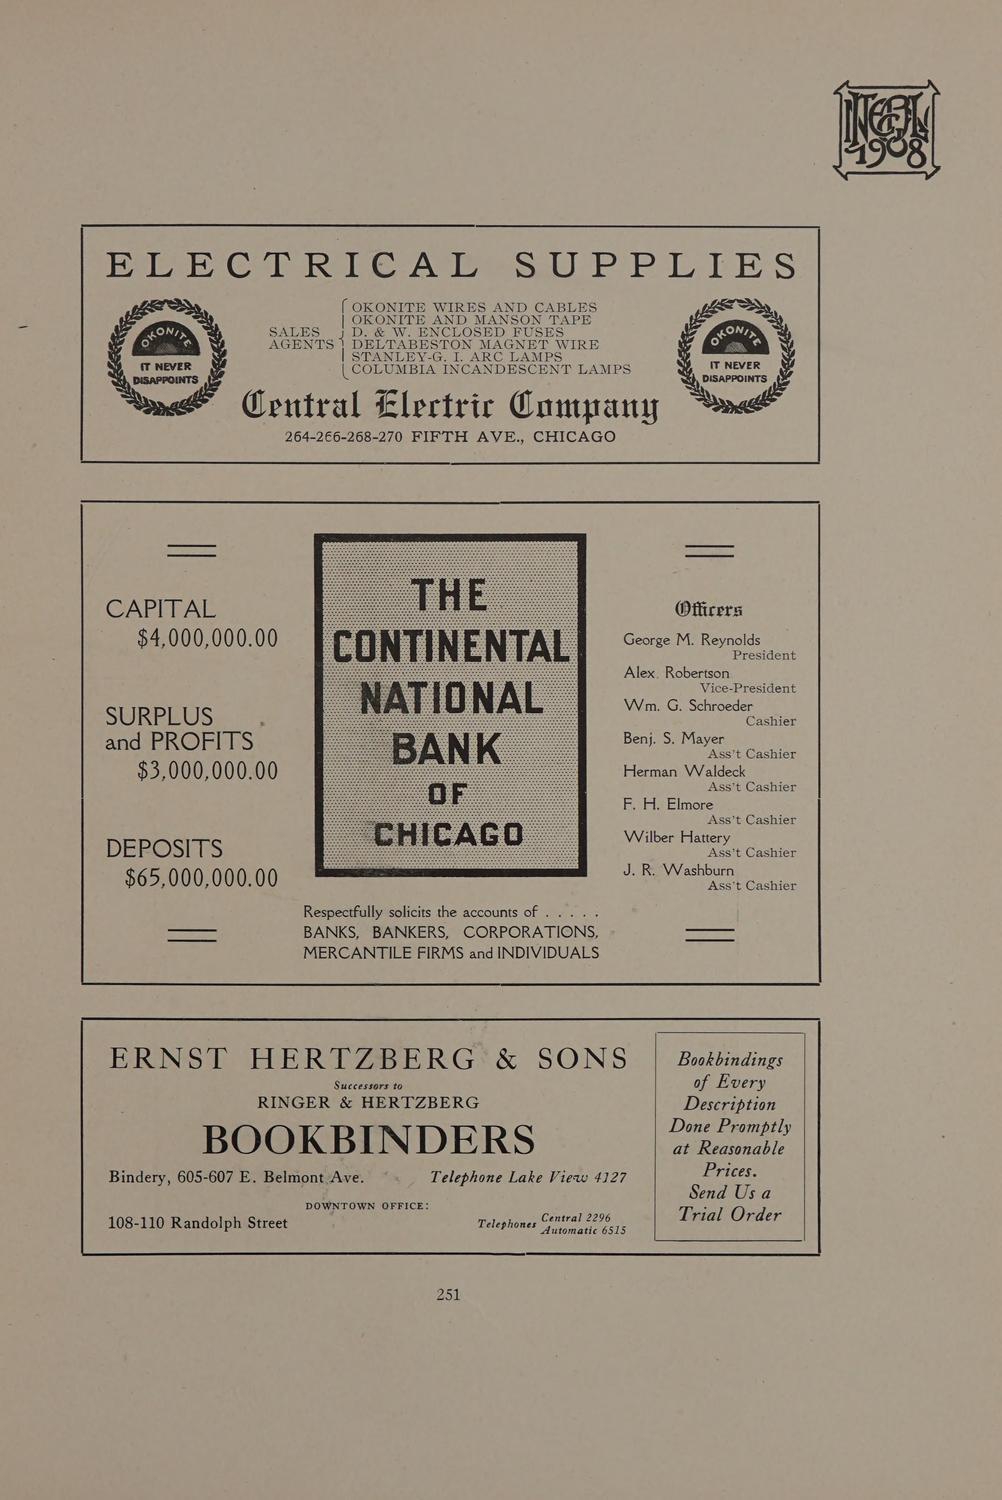 INTEGRAL
1908
ELECTRICAL SUPPLIES
OKONITE
IT NEVER
DISAPPOINTS
SALES
AGENTS
OKONITE WIRES AND CABLES
OKONITE AND MANSON TAPE
D. & W. ENCLOSED FUSES
DELTABESTON MAGNET WIRE
STANLEY-G. I. ARC LAMPS
COLUMBIA INCANDESCENT LAMPS
OKONITE
IT NEVER
DISAPPOINTS
Central Electric Company
264-266-268-270 FIFTH AVE., CHICAGO
CAPITAL
$4,000,000.00
SURPLUS
and PROFITS
$3,000,000.00
DEPOSITS
$65,000,000.00
THE
CONTINENTAL
NATIONAL
BANK
OF
CHICAGO
Respectfully solicits the accounts of . . . . .
BANKS, BANKERS, CORPORATIONS,
MERCANTILE FIRMS and INDIVIDUALS
Officers
George M. Reynolds
President
Alex. Robertson
Vice-President
Wm. G. Schroeder
Cashier
Benj. S. Mayer
Ass't Cashier
Herman Waldeck
Ass't Cashier
F. H. Elmore
Ass't Cashier
Wilber Hattery
Ass't Cashier
J. R. Washburn
Ass't Cashier
ERNST HERTZBERG & SONS
Successors to
RINGER & HERTZBERG
BOOKBINDERS
Bindery, 605-607 E. Belmont Ave. Telephone Lake View 4127
DOWNTOWN OFFICE:
108-110 Randolph Street
Telephones Central 2296
Automatic 6515
Bookbindings
of Every
Description
Done Promptly
at Reasonable
Prices.
Send Us a
Trial Order
251